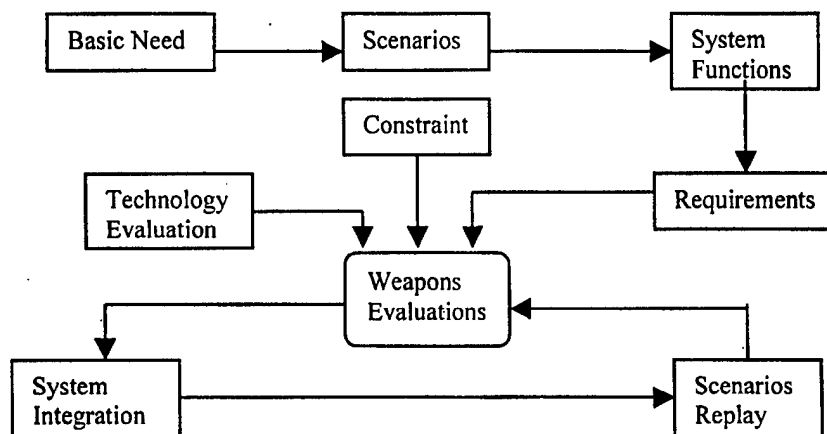 Basic Need
Scenarios
System
Functions
Constraint
Technology
Evaluation
Requirements
Weapons
Evaluations
System
Integration
Scenarios
Replay